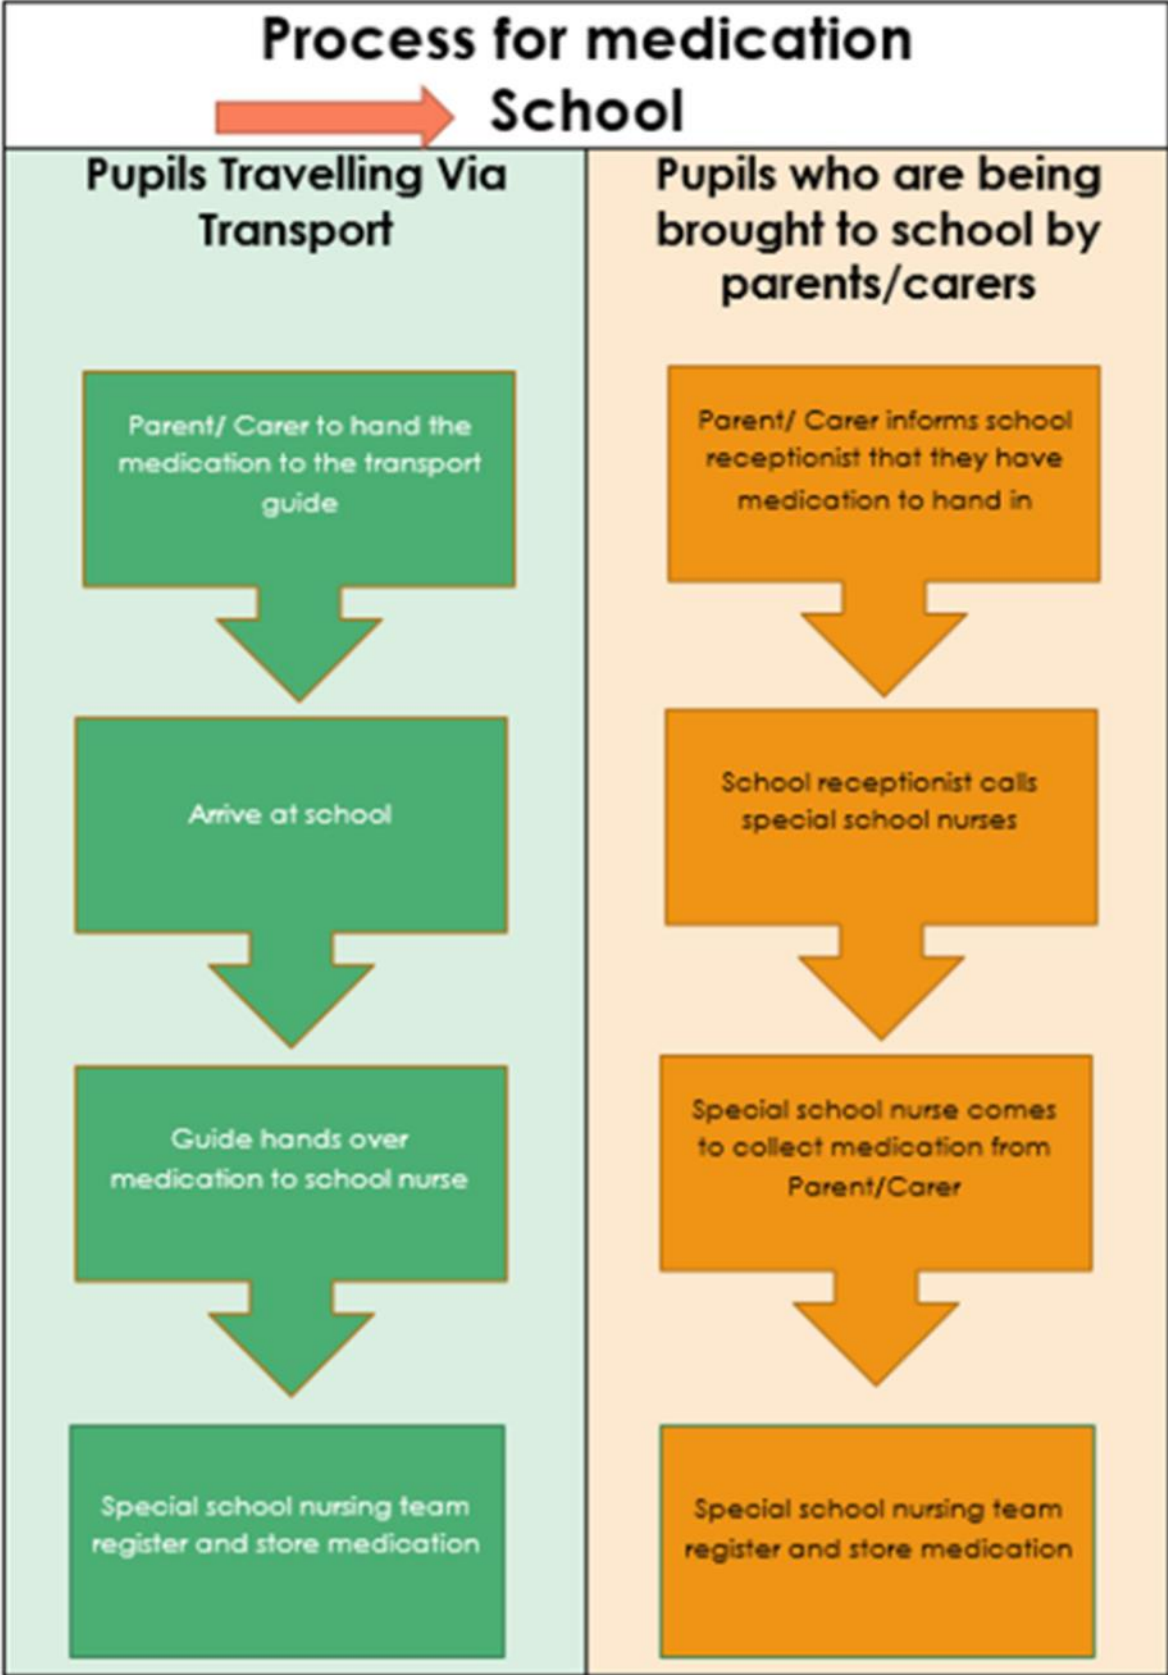 Process for medication
School
Pupils Travelling Via
Transport
Parent/ Carer to hand the
medication to the transport
guide
Arrive at school
Guide hands over
medication to school nurse
Special school nursing team
register and store medication
Pupils who are being
brought to school by
parents/carers
Parent/ Carer informs school
receptionist that they have
medication to hand in
School receptionist calls
special school nurses
Special school nurse comes
to collect medication from
Parent/Carer
Special school nursing team
register and store medication